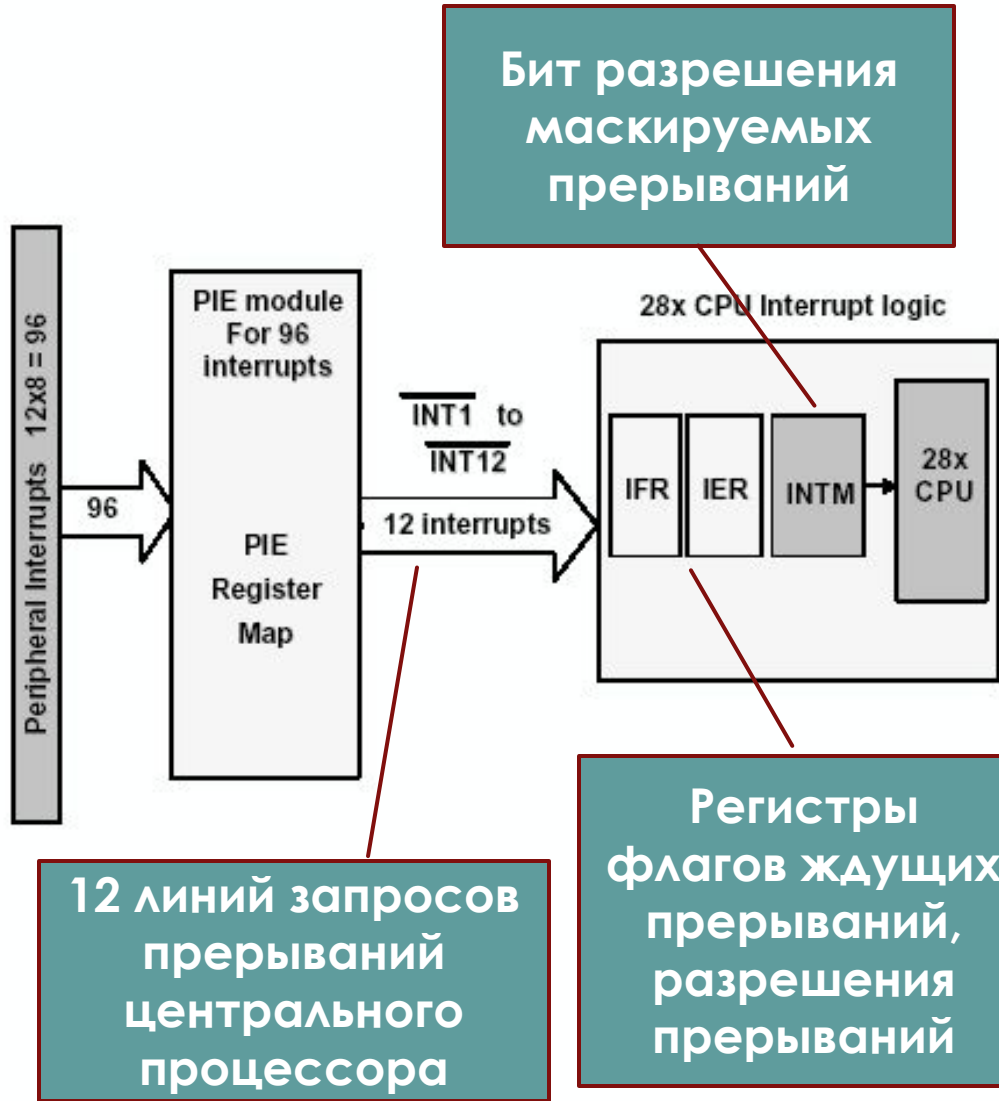 Бит разрешения
маскируемых
прерываний
Peripheral Interrupts 12x8 = 96
96
PIE module
For 96
interrupts
PIE
Register
Map
INT1 to
INT12
12 interrupts
28x CPU Interrupt logic
IFR
IER
INTM
28x
CPU
12 линий запросов
прерываний
центрального
процессора
Регистры
флагов ждущих
прерываний,
разрешения
прерываний